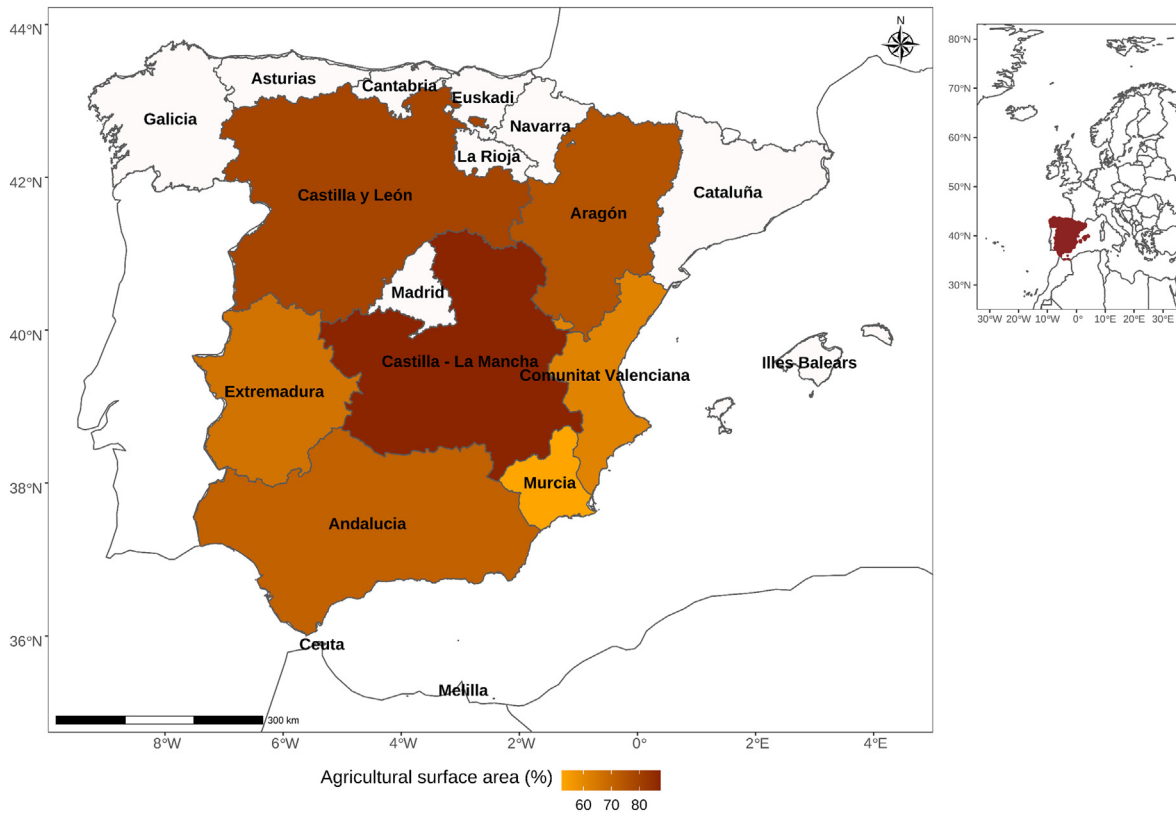 44°N
42°N
40°N
38°N
36°N
N
Asturias
Cantabria
Euskadi
Galicia
Navarra
La Rioja
Castilla y León
Cataluña
Aragón
Madrid
Castilla - La Mancha
Comunitat Valenciana
Illes Balears
Extremadura
Murcia
Andalucia
Ceuta
Melilla
300 km
8°W 6°W 4°W 2°W 0° 2°E 4°E
Agricultural surface area (%)
60 70 80
80°N
70°N
60°N
50°N
40°N
30°N
30°W 20°W 10°W 0° 10°E 20°E 30°E